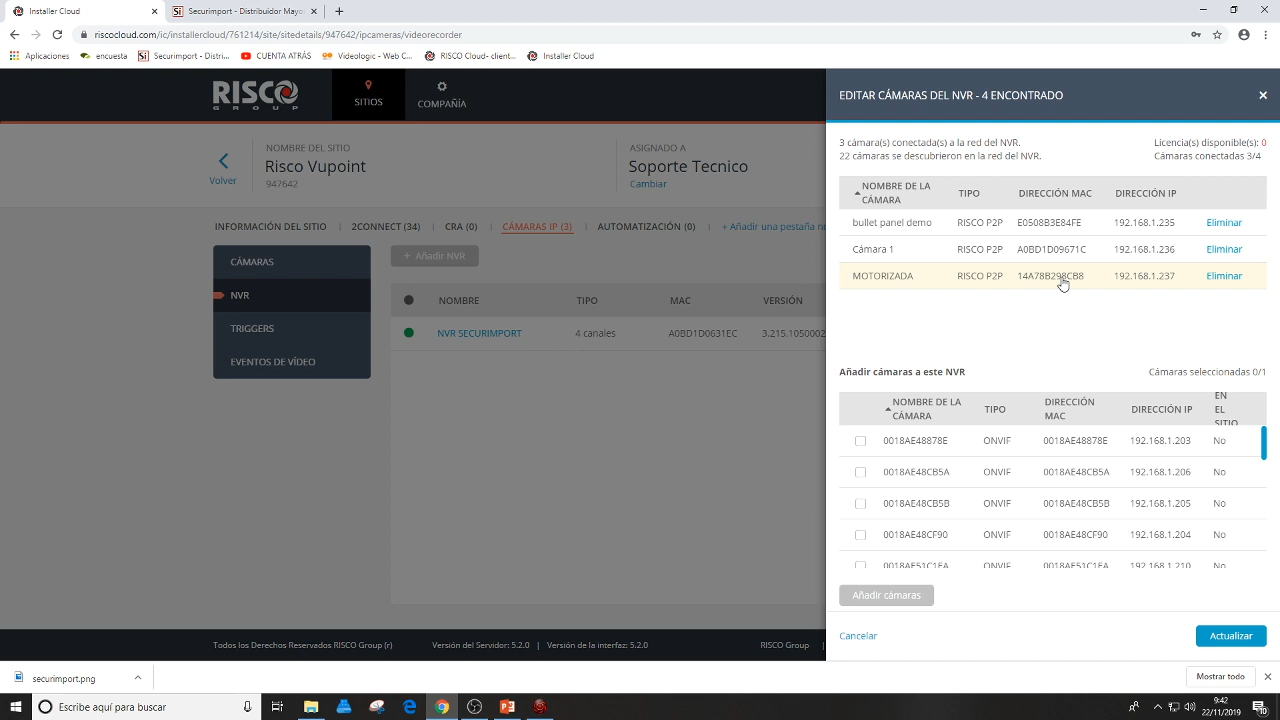 Installer Cloud
Securimport - Distribuidor May
riscocloud.com/ic/installercloud/761214/site/sitedetails/947642/ipcameras/videorecorder
Aplicaciones
encuesta
Securimport - Distri...
CUENTA ATRÁS
Videologic - Web C...
RISCO Cloud- client...
Installer Cloud
RISCO
GROUP
SITIOS
COMPAÑÍA
Volver
NOMBRE DEL SITIO
Risco Vupoint
947642
ASIGNADO A
Soporte Tecnico
Cambiar
INFORMACIÓN DEL SITIO | 2CONNECT (34) | CRA (0) | CÁMARAS IP (3) | AUTOMATIZACIÓN (0) | + Añadir una pestaña nu
CÁMARAS
NVR
TRIGGERS
EVENTOS DE VÍDEO
+ Añadir NVR
NOMBRE TIPO MAC VERSIÓN
NVR SECURIMPORT 4 canales A0BD1D0631EC 3.215.1050002
EDITAR CÁMARAS DEL NVR - 4 ENCONTRADO
3 cámara(s) conectada(s) a la red del NVR. Licencia(s) disponible(s): 0
22 cámaras se descubrieron en la red del NVR. Cámaras conectadas 3/4
NOMBRE DE LA CÁMARA TIPO DIRECCIÓN MAC DIRECCIÓN IP
bullet panel demo RISCO P2P E0508B3E84FE 192.168.1.235 Eliminar
Cámara 1 RISCO P2P A0BD1D09671C 192.168.1.236 Eliminar
MOTORIZADA RISCO P2P 14A78B298CB8 192.168.1.237 Eliminar
Añadir cámaras a este NVR Cámaras seleccionadas 0/1
NOMBRE DE LA CÁMARA TIPO DIRECCIÓN MAC DIRECCIÓN IP EN EL SITIO
0018AE48878E ONVIF 0018AE48878E 192.168.1.203 No
0018AE48CB5A ONVIF 0018AE48CB5A 192.168.1.206 No
0018AE48CB5B ONVIF 0018AE48CB5B 192.168.1.205 No
0018AE48CF90 ONVIF 0018AE48CF90 192.168.1.204 No
0018AE51C1EA ONVIF 0018AE51C1EA 192.168.1.210 No
Añadir cámaras
Cancelar
Actualizar
Todos los Derechos Reservados RISCO Group (r) Versión del Servidor: 5.2.0 | Versión de la interfaz: 5.2.0 RISCO Group |
securimport.png
Mostrar todo
Escribe aquí para buscar
9:42
22/11/2019